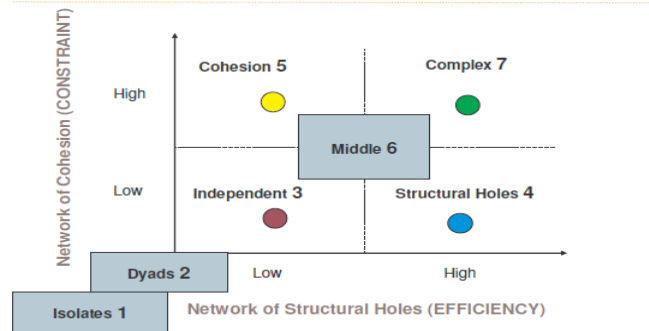 Network of Cohesion (CONSTRAINT)
Cohesion 5
Complex 7
High
Middle 6
Low
Independent 3
Structural Holes 4
Dyads 2
Low
High
Isolates 1
Network of Structural Holes (EFFICIENCY)